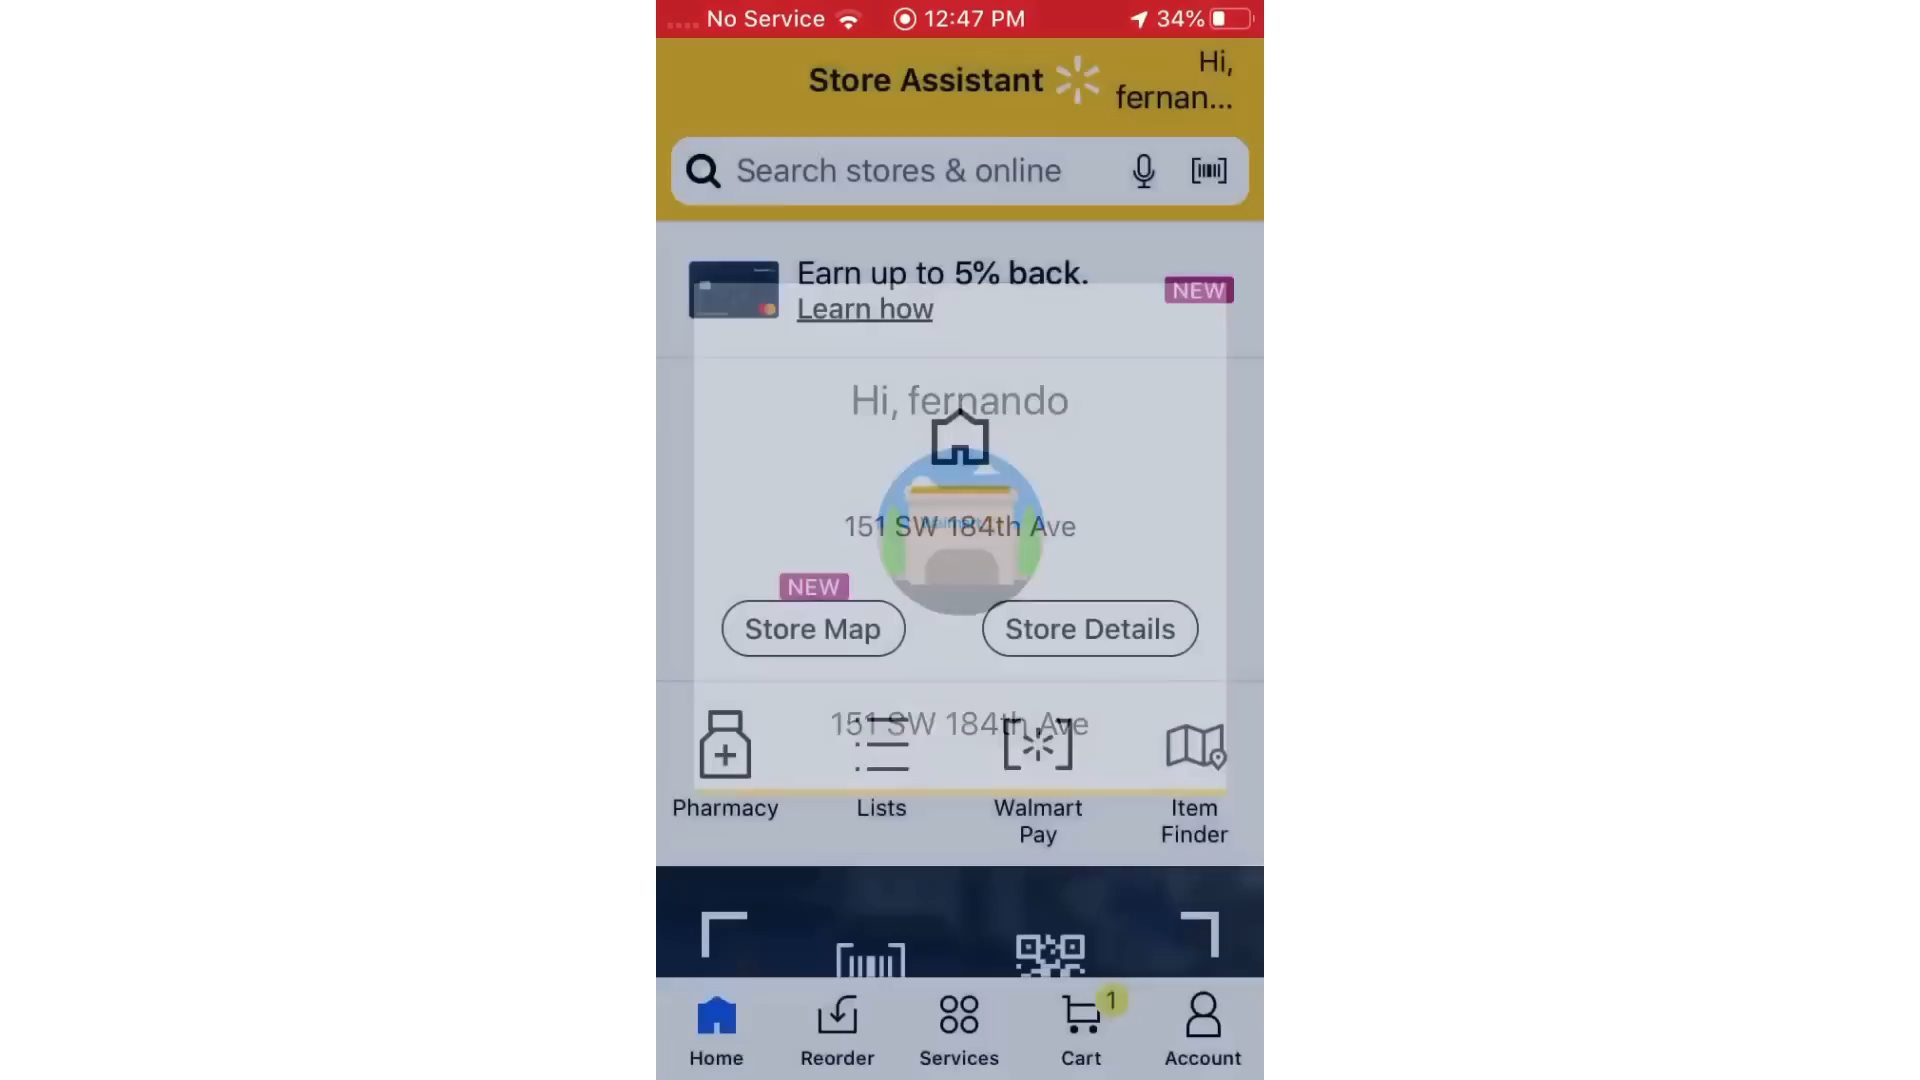 No Service 12:47 PM 34%
Store Assistant
Hi,
fernan...
Search stores & online
Earn up to 5% back.
Learn how
NEW
Hi, fernando
Walmart
151 SW 184th Ave
NEW
Store Map
Store Details
151 SW 184th Ave
Pharmacy
Lists
Walmart
Pay
Item
Finder
1
Home
Reorder
Services
Cart
Account